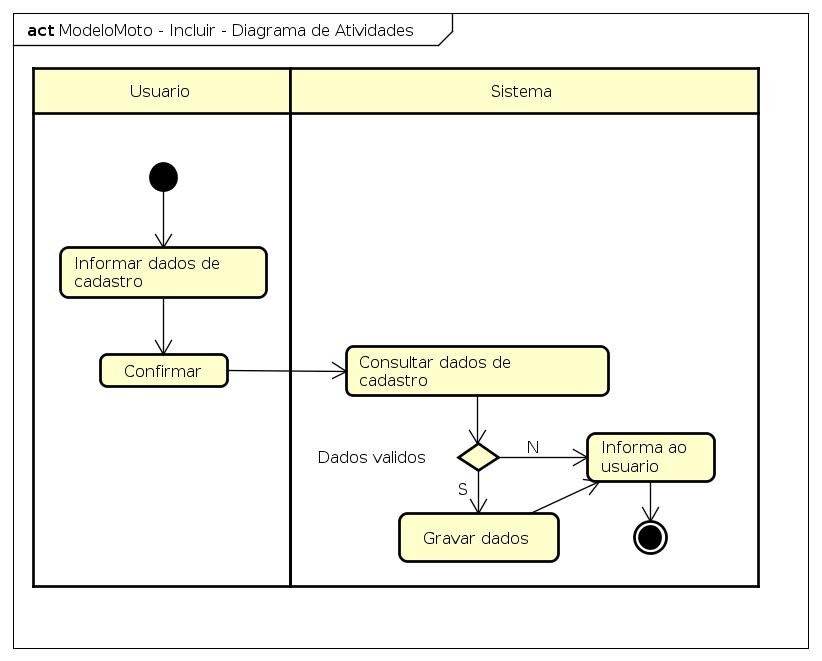 act ModeloMoto - Incluir - Diagrama de Atividades
Usuario
Sistema
Informar dados de
cadastro
Confirmar
Consultar dados de
cadastro
Dados validos
N
Informa ao
usuario
S
Gravar dados